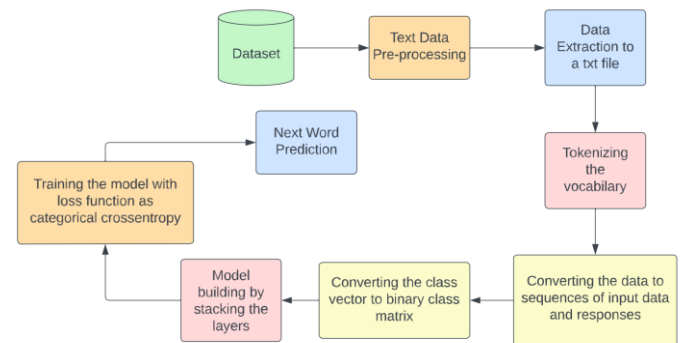 Dataset
Text Data
Pre-processing
Data
Extraction to
a txt file
Tokenizing
the
vocabilary
Converting the data to
sequences of input data
and responses
Converting the class
vector to binary class
matrix
Model
building by
stacking the
layers
Training the model with
loss function as
categorical crossentropy
Next Word
Prediction